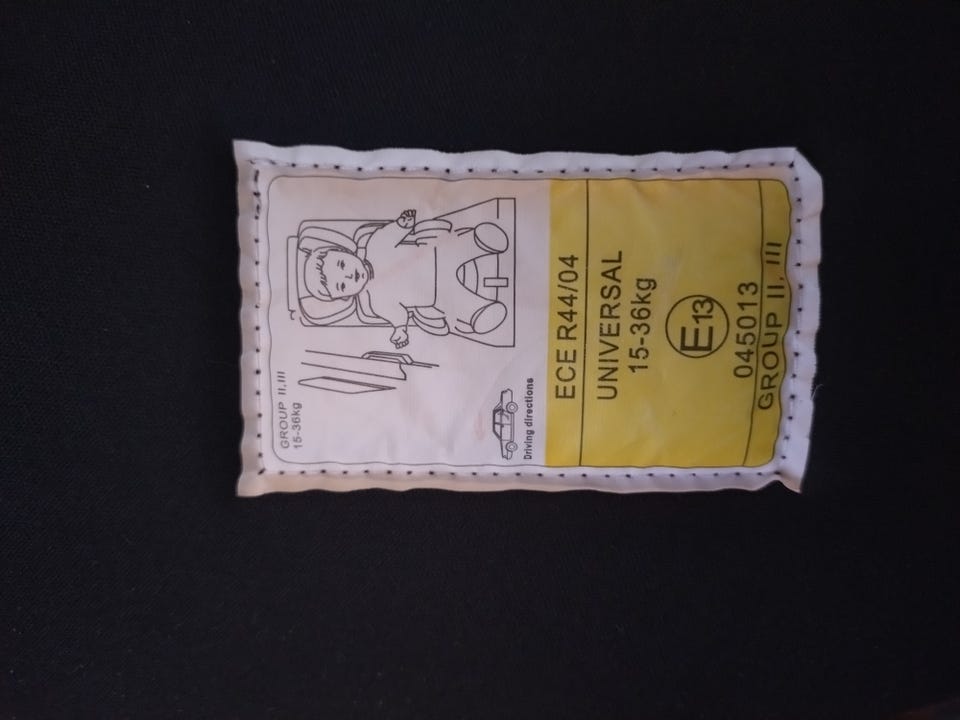 GROUP II,III
15-36kg
Driving directions
ECE R44/04
UNIVERSAL
15-36kg
E13
045013
GROUP II, III